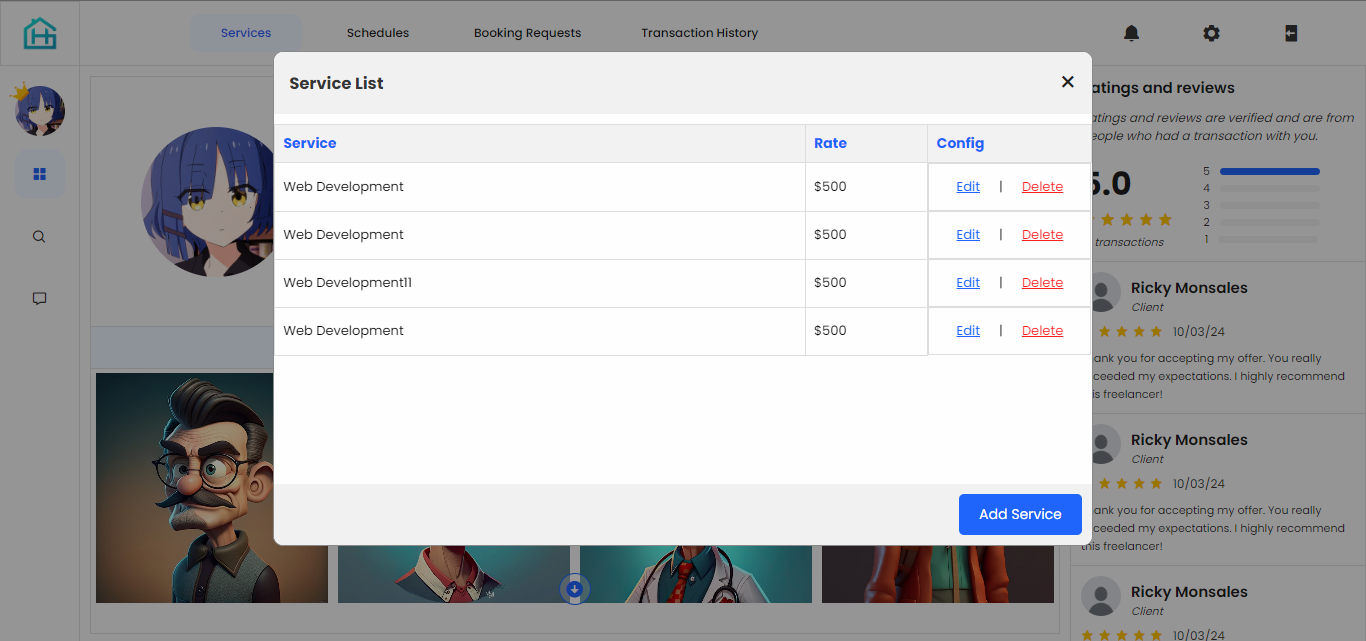 Services Schedules Booking Requests Transaction History
Service List
Service Rate Config
Web Development $500 Edit | Delete
Web Development $500 Edit | Delete
Web Development11 $500 Edit | Delete
Web Development $500 Edit | Delete
Add Service
atings and reviews
atings and reviews are verified and are from
eople who had a transaction with you.
5.0
5
4
3
2
1
transactions
Ricky Monsales
Client
10/03/24
ank you for accepting my offer. You really
ceeded my expectations. I highly recommend
is freelancer!
Ricky Monsales
Client
10/03/24
ank you for accepting my offer. You really
ceeded my expectations. I highly recommend
this freelancer!
Ricky Monsales
Client
10/03/24